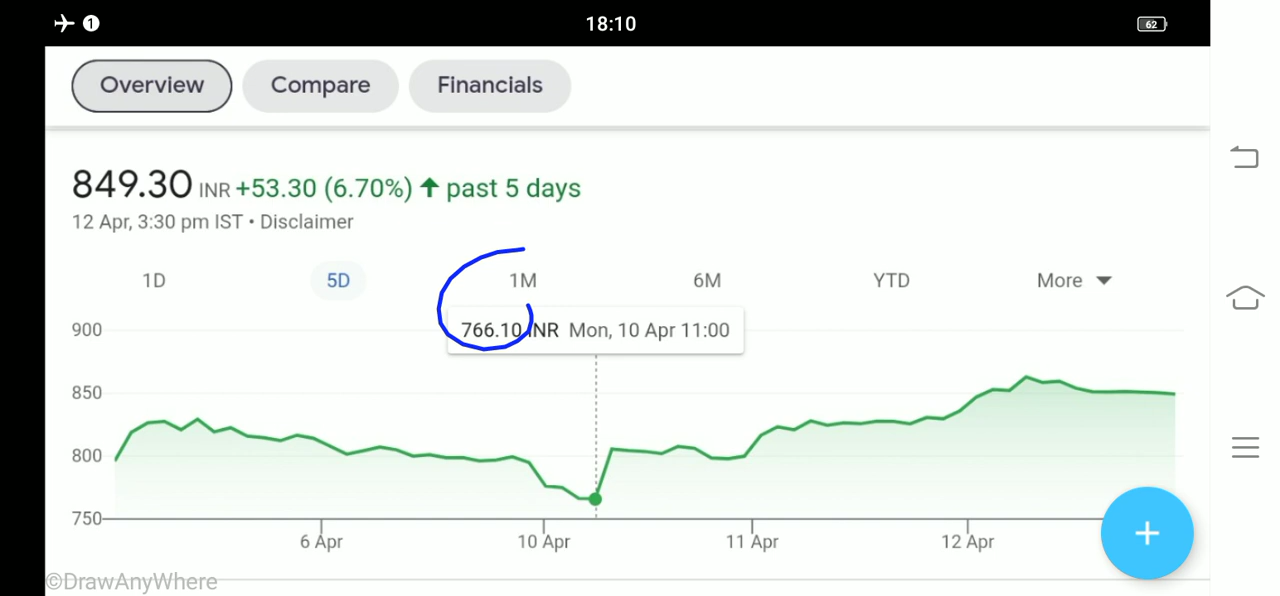 1 18:10 62
Overview Compare Financials
849.30 INR +53.30 (6.70%) ↑ past 5 days
12 Apr, 3:30 pm IST • Disclaimer
1D 5D 1M 6M YTD More
766.10 INR Mon, 10 Apr 11:00
900
850
800
750
6 Apr 10 Apr 11 Apr 12 Apr
+
©DrawAnyWhere